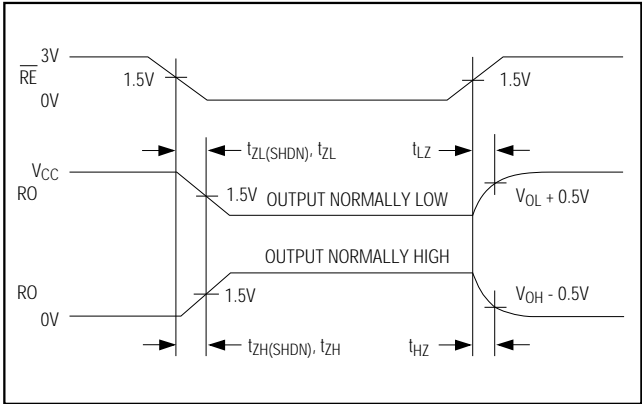 3V
RE
1.5V
1.5V
0V
tZL(SHDN), tZL
tLZ
VCC
RO
1.5V
OUTPUT NORMALLY LOW
VOL + 0.5V
OUTPUT NORMALLY HIGH
RO
1.5V
VOH - 0.5V
0V
tZH(SHDN), tZH
tHZ